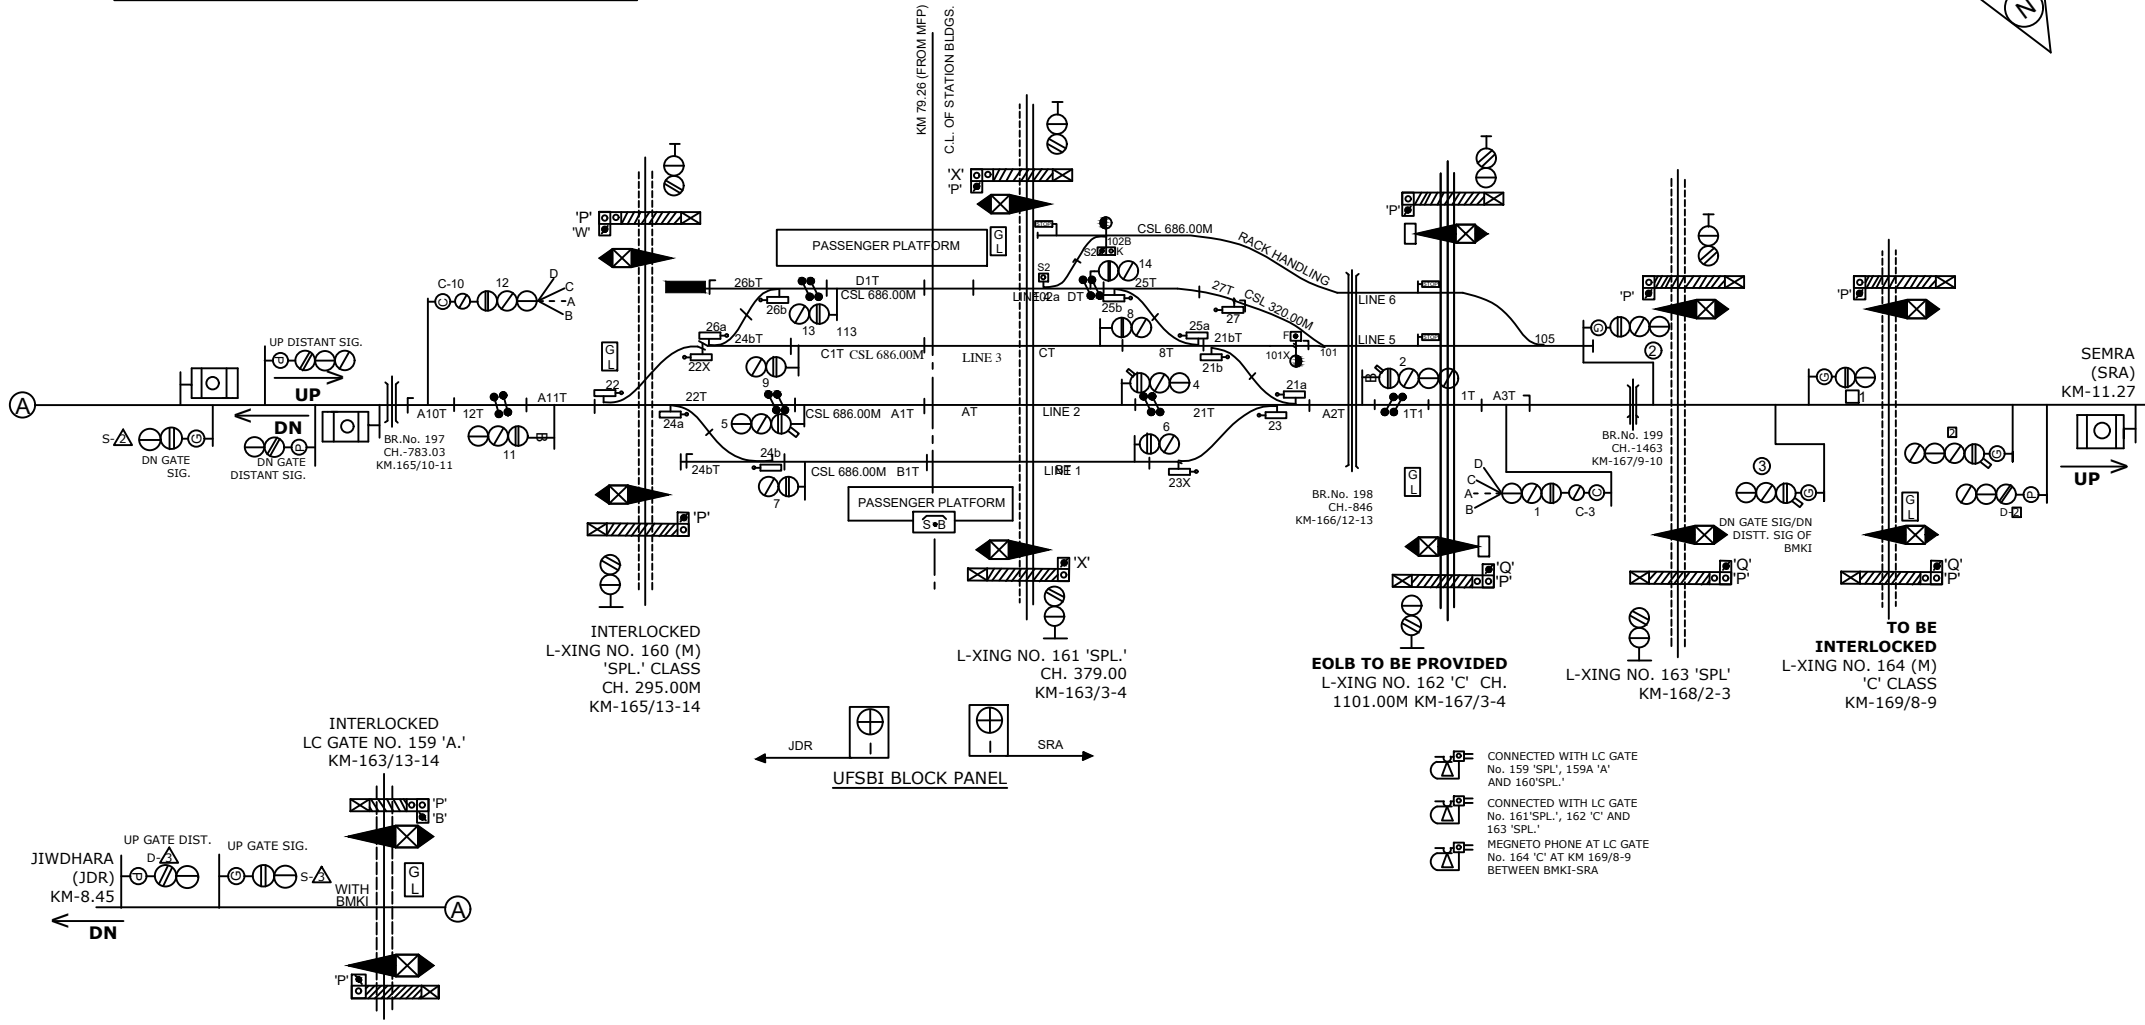 N
KM 79.26 (FROM MFP)
C.L. OF STATION BLDGS.
'X'
'P'
'P'
'W'
'P'
'P'
'P'
PASSENGER PLATFORM
G
L
CSL 686.00M
RACK HANDLING
102B
S2
K
S2
14
C-10
12
D
C
A
B
C
26bT
D1T
CSL 686.00M
LINE 4
102a
DT
25T
27T
CSL 320.00M
LINE 6
26b
13
113
25b
27
26a
24bT
C1T
CSL 686.00M
LINE 3
CT
8
8T
25a
21bT
F
101X
101
LINE 5
105
G
2
UP DISTANT SIG.
P
UP
DN
G
L
22
22X
9
21b
2
B
G
SEMRA
(SRA)
KM-11.27
A
A10T
12T
A11T
22T
24a
5
CSL 686.00M
A1T
AT
LINE 2
4
21T
21a
23
A2T
1T1
1T
A3T
1
S-2
G
DN GATE
SIG.
P
DN GATE
DISTANT SIG.
BR.No. 197
CH.-783.03
KM.165/10-11
11
B
24bT
24b
7
CSL 686.00M
B1T
LINE 1
BT
6
23X
BR.No. 199
CH.-1463
KM-167/9-10
2
G
UP
PASSENGER PLATFORM
S•B
BR.No. 198
CH.-846
KM-166/12-13
G
L
D
C
A
B
1
C-3
C
3
G
DN GATE SIG/DN
DISTT. SIG OF
BMKI
G
L
P
D-2
'P'
'X'
'Q'
'P'
'Q'
'P'
'Q'
'P'
INTERLOCKED
L-XING NO. 160 (M)
'SPL.' CLASS
CH. 295.00M
KM-165/13-14
L-XING NO. 161 'SPL.'
CH. 379.00
KM-163/3-4
EOLB TO BE PROVIDED
L-XING NO. 162 'C' CH.
1101.00M KM-167/3-4
L-XING NO. 163 'SPL'
KM-168/2-3
TO BE
INTERLOCKED
L-XING NO. 164 (M)
'C' CLASS
KM-169/8-9
INTERLOCKED
LC GATE NO. 159 'A.'
KM-163/13-14
JDR
SRA
UFSBI BLOCK PANEL
CONNECTED WITH LC GATE
No. 159 'SPL', 159A 'A'
AND 160'SPL.'
CONNECTED WITH LC GATE
No. 161'SPL.', 162 'C' AND
163 'SPL.'
MEGNETO PHONE AT LC GATE
No. 164 'C' AT KM 169/8-9
BETWEEN BMKI-SRA
'P'
'B'
JIWDHARA
(JDR)
KM-8.45
UP GATE DIST.
D-3
P
UP GATE SIG.
G
S-3
WITH
BMKI
G
L
A
DN
'P'